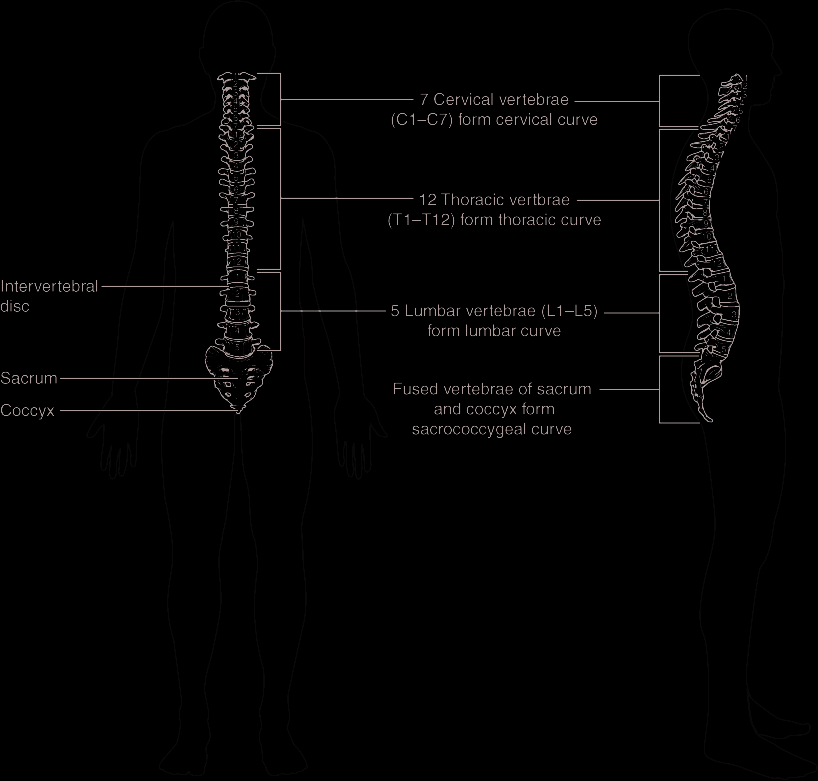 7 Cervical vertebrae
(C1–C7) form cervical curve
12 Thoracic vertbrae
(T1–T12) form thoracic curve
Intervertebral
disc
5 Lumbar vertebrae (L1–L5)
form lumbar curve
Sacrum
Coccyx
Fused vertebrae of sacrum
and coccyx form
sacrococcygeal curve